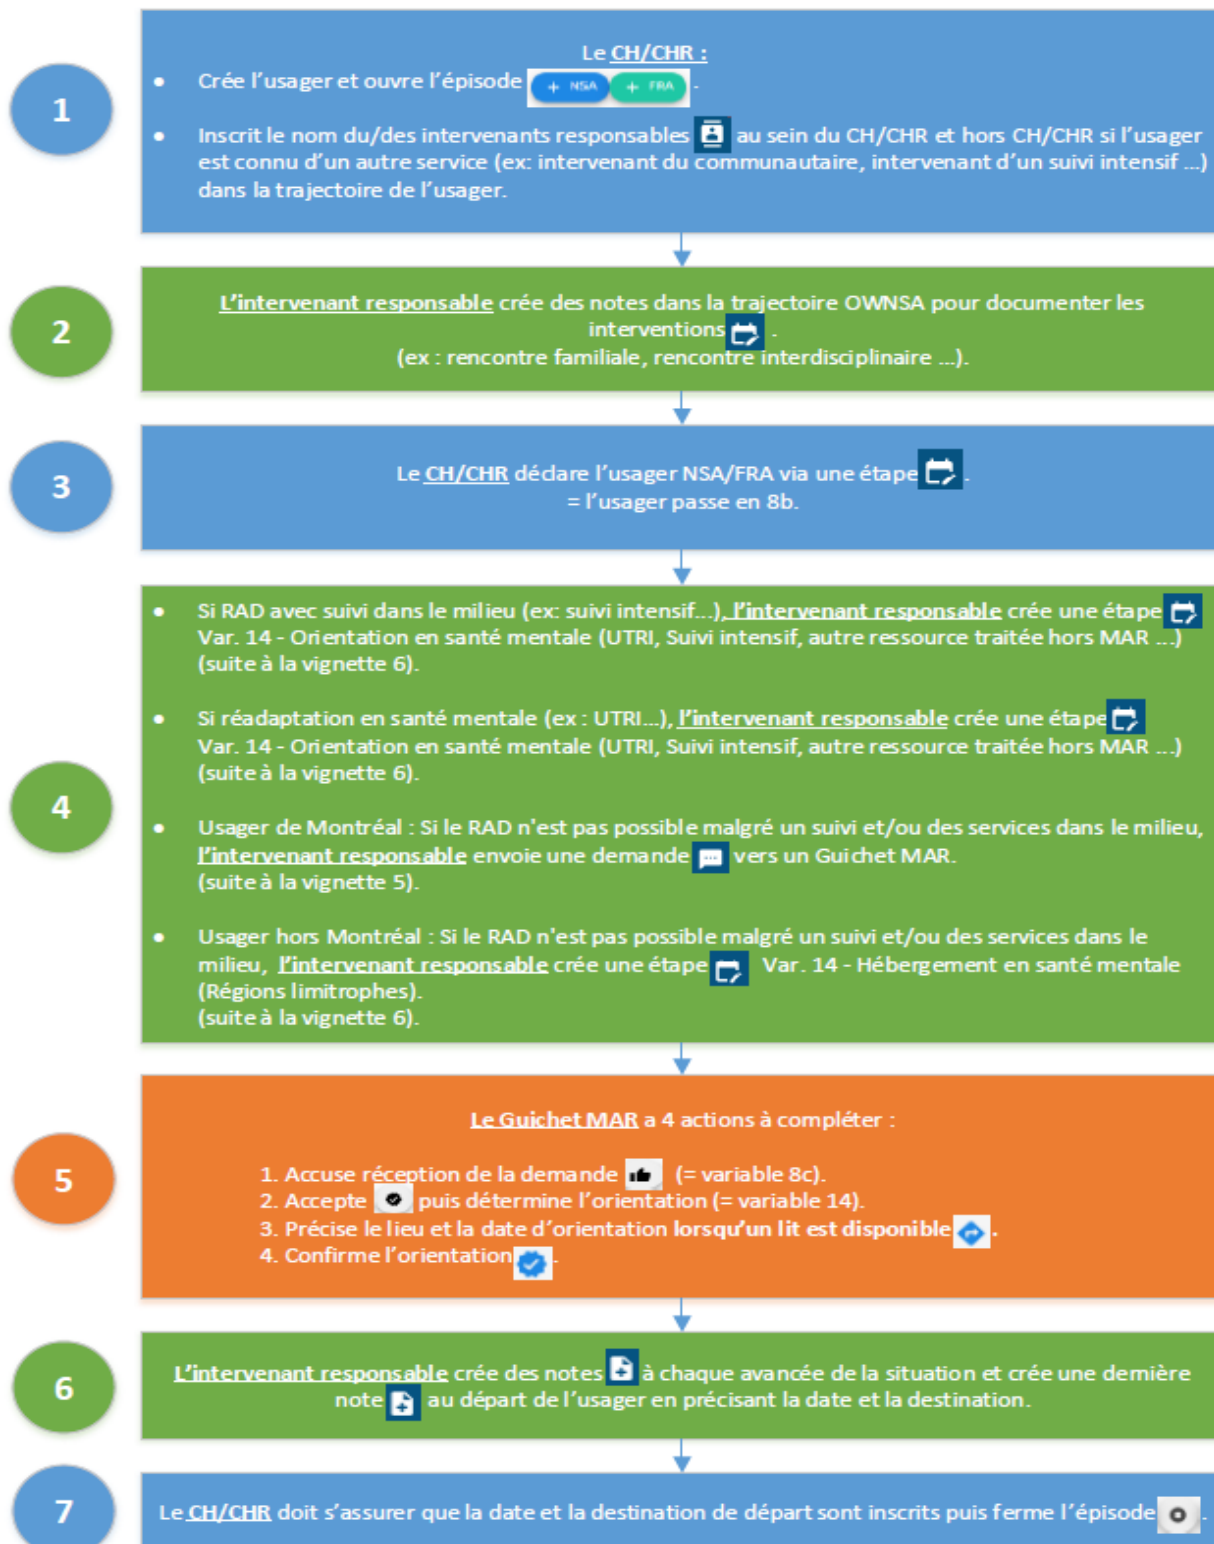 1
Le CH/CHR :
• Crée l’usager et ouvre l’épisode + NSA + FRA .
• Inscrit le nom du/des intervenants responsables au sein du CH/CHR et hors CH/CHR si l’usager
est connu d’un autre service (ex: intervenant du communautaire, intervenant d’un suivi intensif ...)
dans la trajectoire de l’usager.
2
L’intervenant responsable crée des notes dans la trajectoire OWNSA pour documenter les
interventions .
(ex : rencontre familiale, rencontre interdisciplinaire ...).
3
Le CH/CHR déclare l’usager NSA/FRA via une étape .
= l’usager passe en 8b.
4
• Si RAD avec suivi dans le milieu (ex: suivi intensif...), l’intervenant responsable crée une étape
Var. 14 - Orientation en santé mentale (UTRI, Suivi intensif, autre ressource traitée hors MAR ...)
(suite à la vignette 6).
• Si réadaptation en santé mentale (ex : UTRI...), l’intervenant responsable crée une étape
Var. 14 - Orientation en santé mentale (UTRI, Suivi intensif, autre ressource traitée hors MAR ...)
(suite à la vignette 6).
• Usager de Montréal : Si le RAD n'est pas possible malgré un suivi et/ou des services dans le milieu,
l’intervenant responsable envoie une demande vers un Guichet MAR.
(suite à la vignette 5).
• Usager hors Montréal : Si le RAD n'est pas possible malgré un suivi et/ou des services dans le
milieu, l’intervenant responsable crée une étape Var. 14 - Hébergement en santé mentale
(Régions limitrophes).
(suite à la vignette 6).
5
Le Guichet MAR a 4 actions à compléter :
1. Accuse réception de la demande (= variable 8c).
2. Accepte puis détermine l’orientation (= variable 14).
3. Précise le lieu et la date d’orientation lorsqu’un lit est disponible .
4. Confirme l’orientation .
6
L’intervenant responsable crée des notes à chaque avancée de la situation et crée une dernière
note au départ de l’usager en précisant la date et la destination.
7
Le CH/CHR doit s’assurer que la date et la destination de départ sont inscrits puis ferme l’épisode .